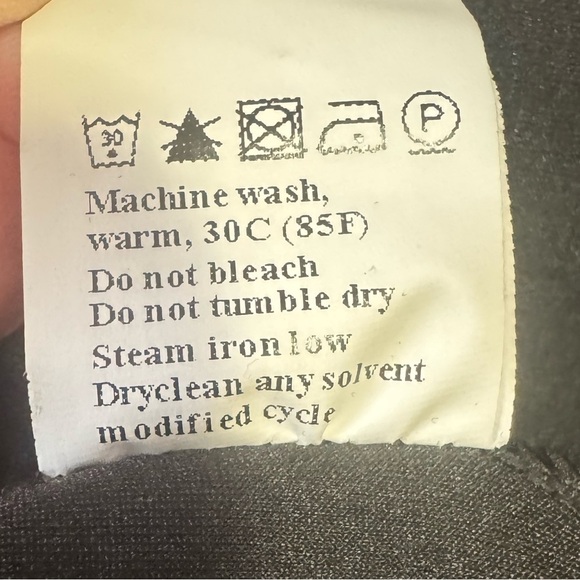 30
P
Machine wash,
warm, 30C (85F)
Do not bleach
Do not tumble dry
Steam iron low
Dryclean any solvent
modified cycle